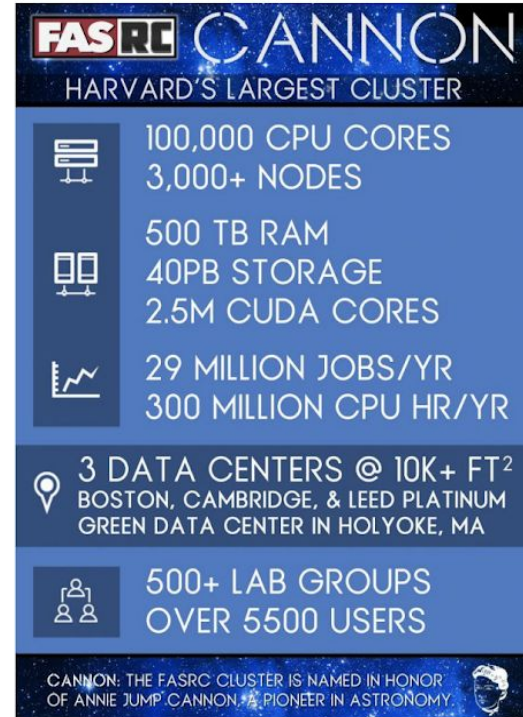 FASRC CANNON
HARVARD'S LARGEST CLUSTER
100,000 CPU CORES
3,000+ NODES
500 TB RAM
40PB STORAGE
2.5M CUDA CORES
29 MILLION JOBS/YR
300 MILLION CPU HR/YR
3 DATA CENTERS @ 10K+ FT²
BOSTON, CAMBRIDGE, & LEED PLATINUM
GREEN DATA CENTER IN HOLYOKE, MA
500+ LAB GROUPS
OVER 5500 USERS
CANNON: THE FASRC CLUSTER IS NAMED IN HONOR
OF ANNIE JUMP CANNON, A PIONEER IN ASTRONOMY.